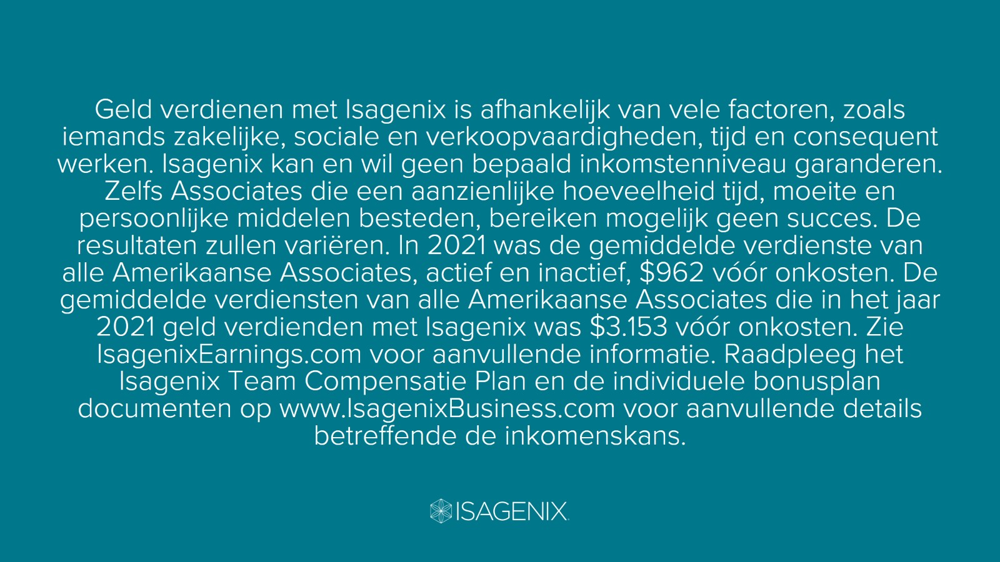 Geld verdienen met Isagenix is afhankelijk van vele factoren, zoals
iemands zakelijke, sociale en verkoopvaardigheden, tijd en consequent
werken. Isagenix kan en wil geen bepaald inkomstenniveau garanderen.
Zelfs Associates die een aanzienlijke hoeveelheid tijd, moeite en
persoonlijke middelen besteden, bereiken mogelijk geen succes. De
resultaten zullen variëren. In 2021 was de gemiddelde verdienste van
alle Amerikaanse Associates, actief en inactief, $962 vóór onkosten. De
gemiddelde verdiensten van alle Amerikaanse Associates die in het jaar
2021 geld verdienden met Isagenix was $3.153 vóór onkosten. Zie
IsagenixEarnings.com voor aanvullende informatie. Raadpleeg het
Isagenix Team Compensatie Plan en de individuele bonusplan
documenten op www.IsagenixBusiness.com voor aanvullende details
betreffende de inkomenskans.
ISAGENIX